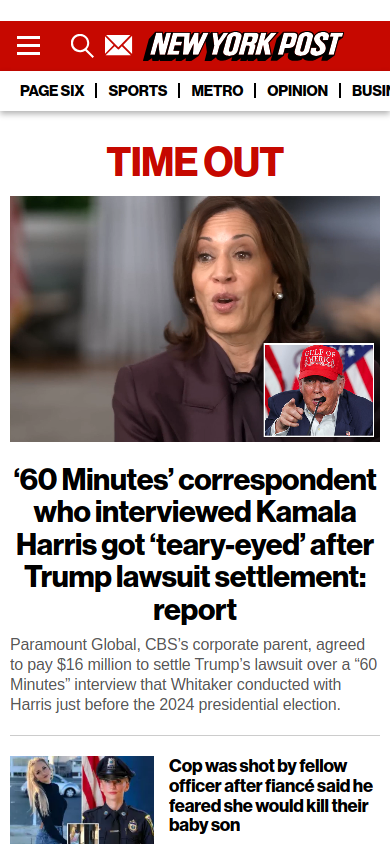 NEW YORK POST
PAGE SIX | SPORTS | METRO | OPINION | BUSI
TIME OUT
GULF OF
AMERICA
‘60 Minutes’ correspondent
who interviewed Kamala
Harris got ‘teary-eyed’ after
Trump lawsuit settlement:
report
Paramount Global, CBS’s corporate parent, agreed
to pay $16 million to settle Trump’s lawsuit over a “60
Minutes” interview that Whitaker conducted with
Harris just before the 2024 presidential election.
Cop was shot by fellow
officer after fiancé said he
feared she would kill their
baby son